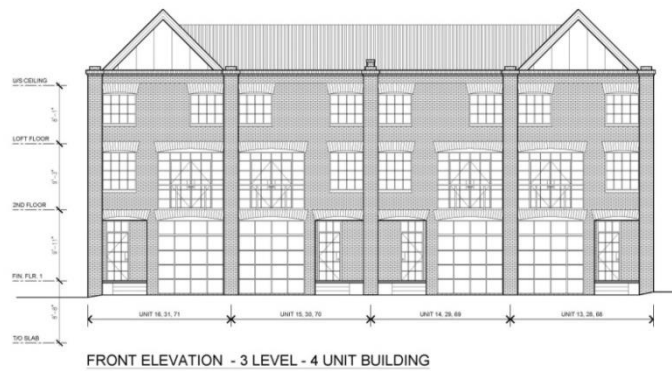 U/S CEILING
LOFT FLOOR
2ND FLOOR
FIN. FLR. 1
T/O SLAB
UNIT 16, 31, 71
UNIT 15, 30, 70
UNIT 14, 29, 69
UNIT 13, 28, 68
FRONT ELEVATION - 3 LEVEL - 4 UNIT BUILDING